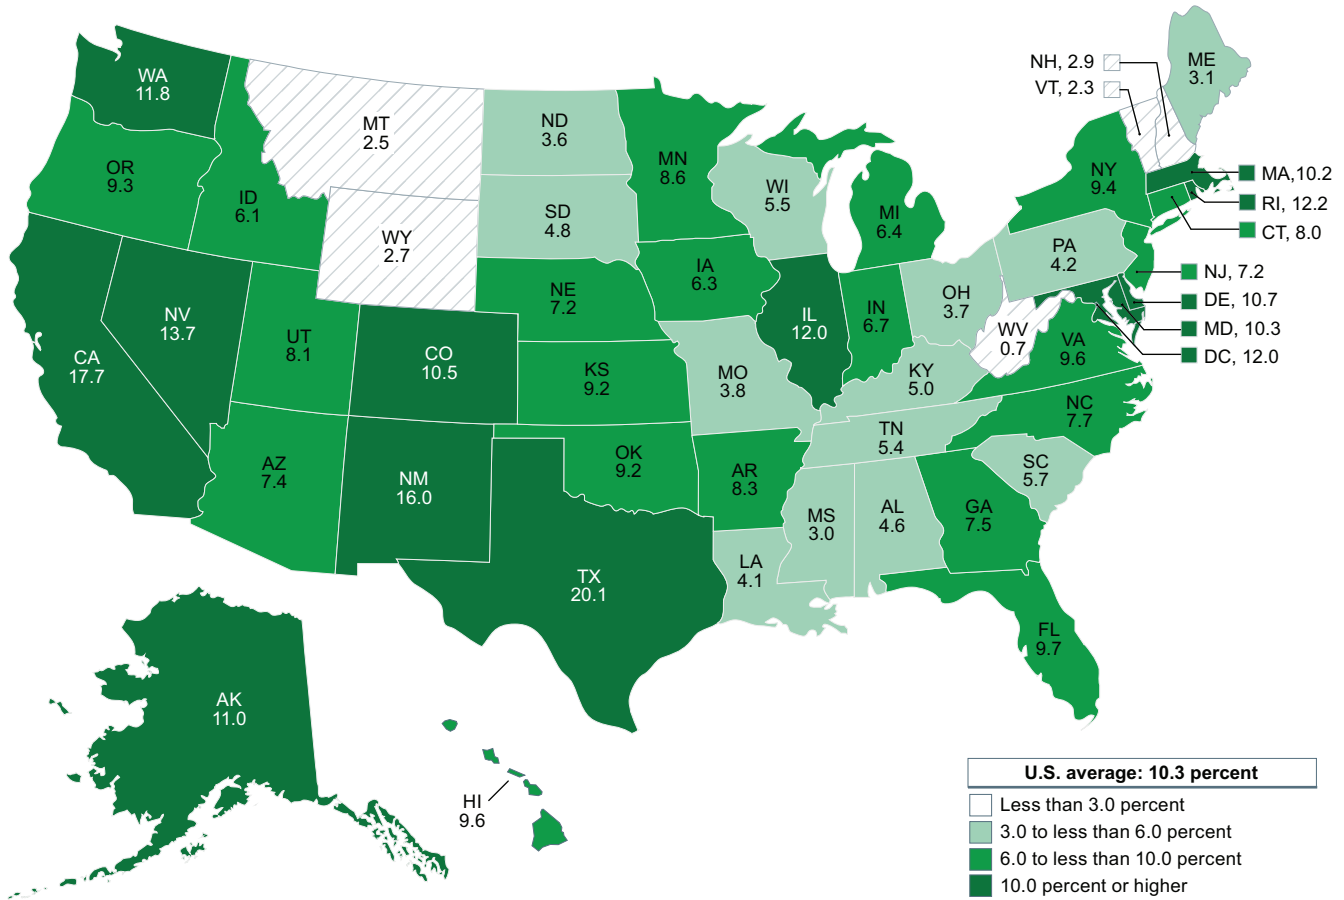 WA
11.8
OR
9.3
ID
6.1
MT
2.5
WY
2.7
ND
3.6
SD
4.8
MN
8.6
WI
5.5
MI
6.4
NH, 2.9
VT, 2.3
ME
3.1
NY
9.4
MA,10.2
RI, 12.2
CT, 8.0
PA
4.2
NJ, 7.2
DE, 10.7
MD, 10.3
DC, 12.0
NE
7.2
IA
6.3
IL
12.0
IN
6.7
OH
3.7
WV
0.7
VA
9.6
CA
17.7
NV
13.7
UT
8.1
CO
10.5
KS
9.2
MO
3.8
KY
5.0
NC
7.7
TN
5.4
SC
5.7
AZ
7.4
NM
16.0
OK
9.2
AR
8.3
MS
3.0
AL
4.6
GA
7.5
LA
4.1
TX
20.1
FL
9.7
AK
11.0
HI
9.6
U.S. average: 10.3 percent
Less than 3.0 percent
3.0 to less than 6.0 percent
6.0 to less than 10.0 percent
10.0 percent or higher